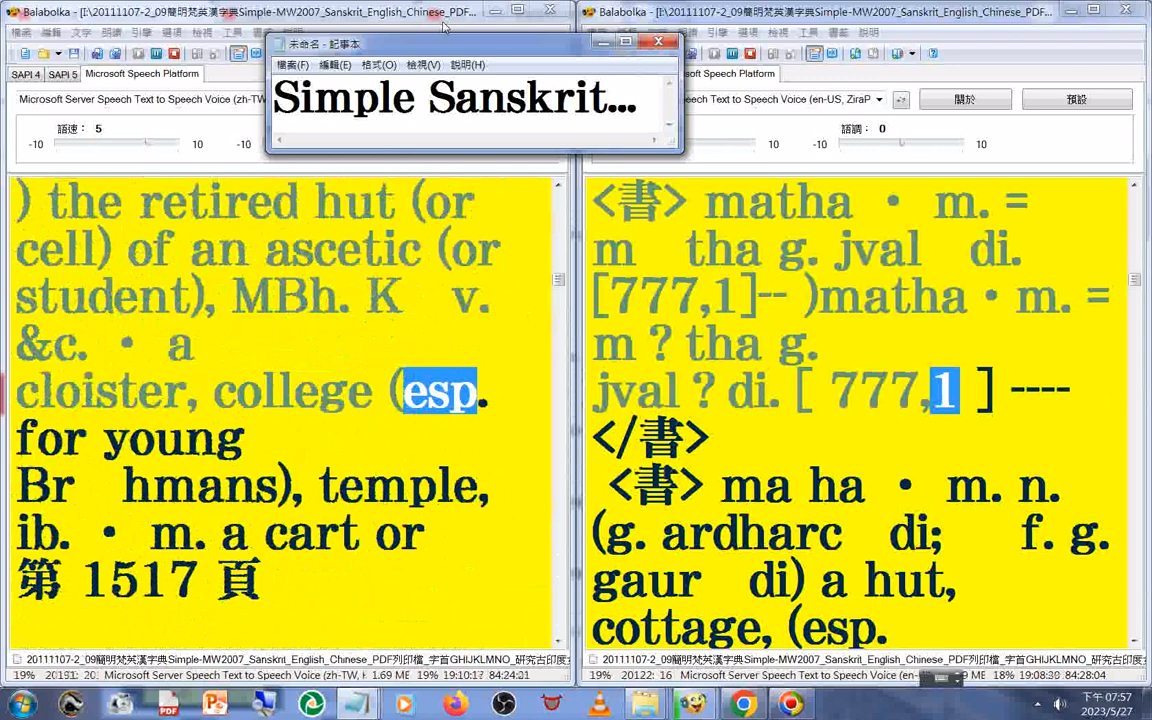 Balabolka - [I:\20111107-2_09簡明梵英漢字典Simple-MW2007_Sanskrit_English_Chinese_PDF...
Balabolka - [I:\20111107-2_09簡明梵英漢字典Simple-MW2007_Sanskrit_English_Chinese_PDF...
未命名 - 記事本
檔案(F) 編輯(E) 格式(O) 檢視(V) 說明(H)
Simple Sanskrit...
SAPI 4 SAPI 5 Microsoft Speech Platform
Speech Platform
Microsoft Server Speech Text to Speech Voice (zh-TW
ech Text to Speech Voice (en-US, ZiraP
關於
預設
語速： 5
-10 10 -10
語調： 0
10 -10 10
) the retired hut (or
cell) of an ascetic (or
student), MBh. K v.
&c. • a
cloister, college (esp.
for young
Br hmans), temple,
ib. • m. a cart or
第 1517 頁
<書> matha • m. =
m tha g. jval di.
[777,1]-- )matha • m. =
m ? tha g.
jval ? di. [ 777,1 ] ----
</書>
<書> ma ha • m. n.
(g. ardharc di; f. g.
gaur di) a hut,
cottage, (esp.
20111107-2_09簡明梵英漢字典Simple-MW2007_Sanskrit_English_Chinese_PDF列印檔_字首GHIJKLMNO_研究古印度
20111107-2_09簡明梵英漢字典Simple-MW2007_Sanskrit_English_Chinese_PDF列印檔_字首GHIJKLMNO_研究古印度
19% 20191: 20 Microsoft Server Speech Text to Speech Voice (zh-TW, 1.69 MB 19% 19:10:17 84:24:21
19% 20122: 16 Microsoft Server Speech Text to Speech Voice 18% 19:08:30 84:28:04
下午 07:57
2023/5/27